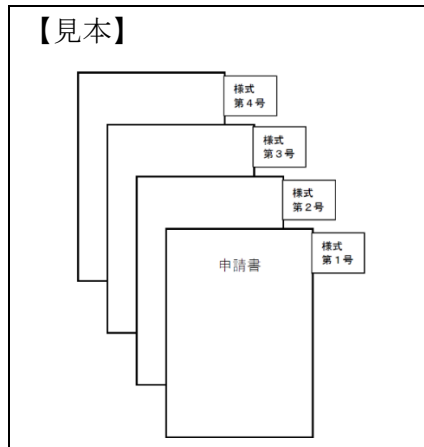 【見本】
様式
第４号
様式
第３号
様式
第２号
様式
第１号
申請書